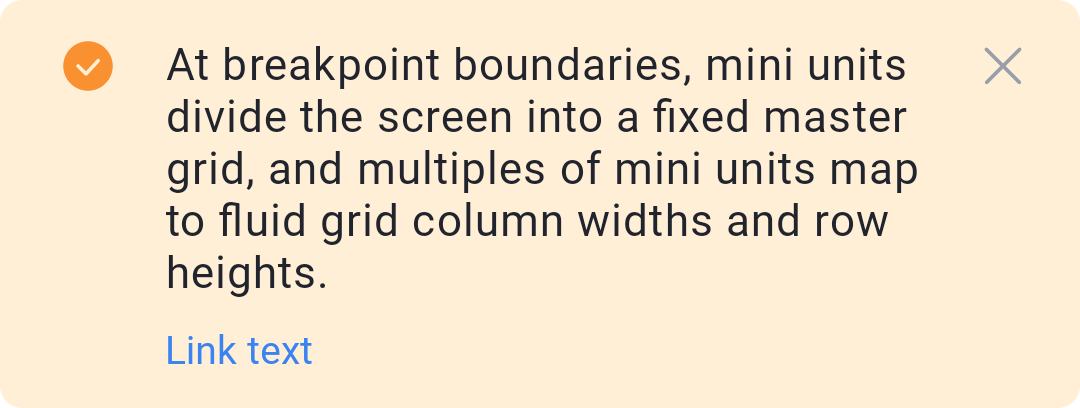 At breakpoint boundaries, mini units
divide the screen into a fixed master
grid, and multiples of mini units map
to fluid grid column widths and row
heights.
Link text